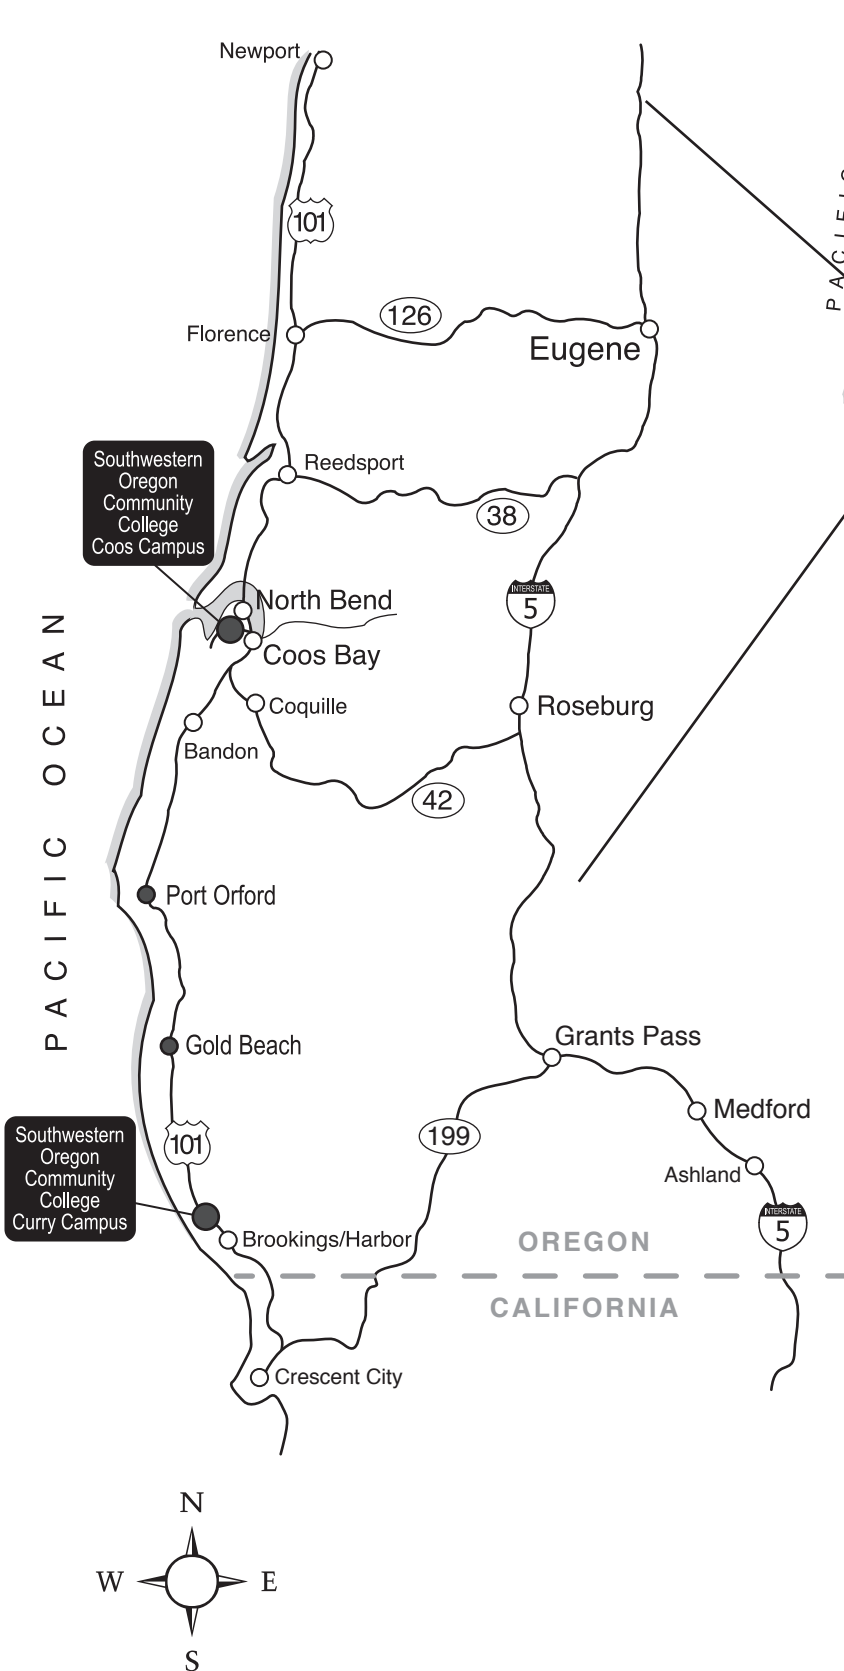 Newport
101
PACIFIC
Florence
126
Eugene
Southwestern
Oregon
Community
College
Coos Campus
Reedsport
38
INTERSTATE
5
North Bend
Coos Bay
PACIFIC OCEAN
Coquille
Roseburg
Bandon
42
Port Orford
Gold Beach
Grants Pass
Southwestern
Oregon
Community
College
Curry Campus
101
199
Medford
Ashland
INTERSTATE
5
Brookings/Harbor
OREGON
CALIFORNIA
Crescent City
N
W
E
S